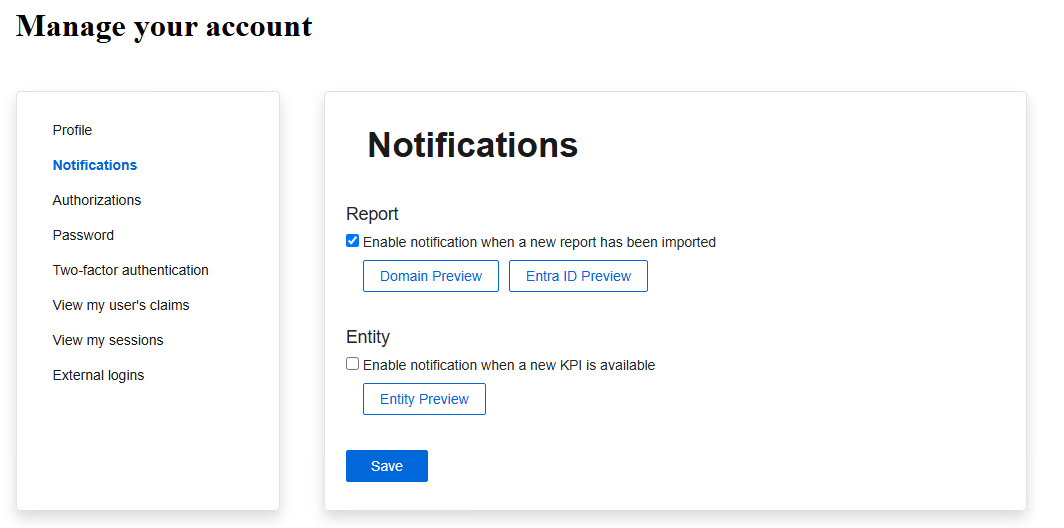 Manage your account
Profile
Notifications
Authorizations
Password
Two-factor authentication
View my user's claims
View my sessions
External logins
Notifications
Report
Enable notification when a new report has been imported
Domain Preview
Entra ID Preview
Entity
Enable notification when a new KPI is available
Entity Preview
Save